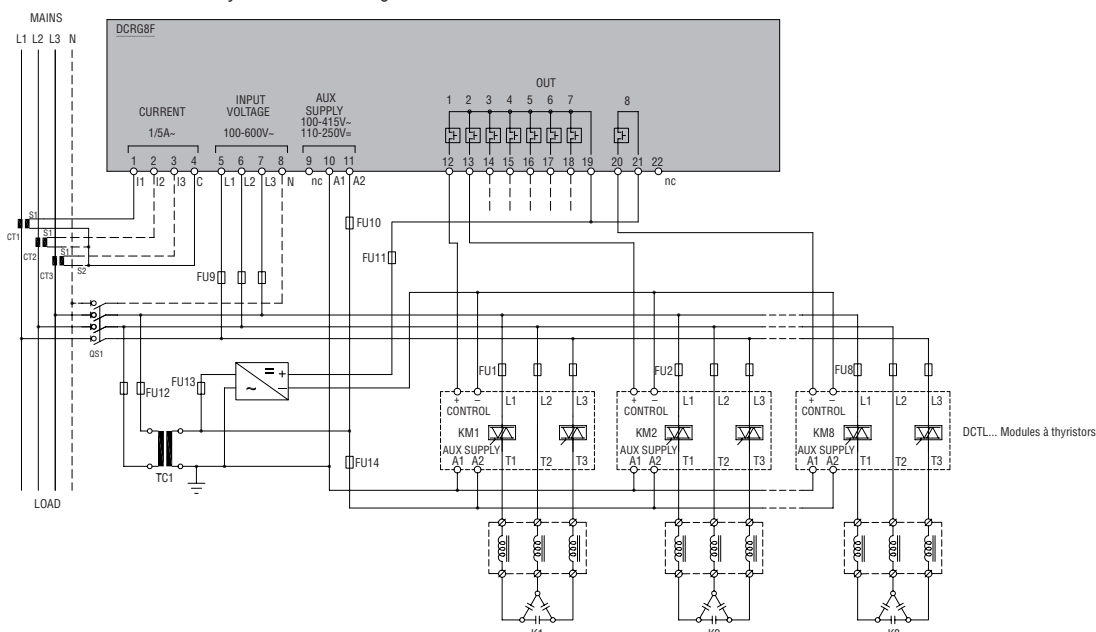 MAINS
L1 L2 L3 N
DCRG8F
OUT
1 2 3 4 5 6 7 8
CURRENT
1/5A~
INPUT
VOLTAGE
100-600V~
AUX
SUPPLY
100-415V~
110-250V=
1 2 3 4 5 6 7 8 9 10 11 12 13 14 15 16 17 18 19 20 21 22
I1 I2 I3 C L1 L2 L3 N nc A1 A2 nc
S1
CT1
S1
CT2
S1
CT3
S2
FU10
FU11
FU9
QS1
FU12
FU13
= +
~ –
FU14
TC1
LOAD
FU1 FU2 FU8
+ – L1 L2 L3
CONTROL
KM1
AUX SUPPLY
A1 A2 T1 T2 T3
+ – L1 L2 L3
CONTROL
KM2
AUX SUPPLY
A1 A2 T1 T2 T3
+ – L1 L2 L3
CONTROL
KM8
AUX SUPPLY
A1 A2 T1 T2 T3
DCTL... Modules à thyristors